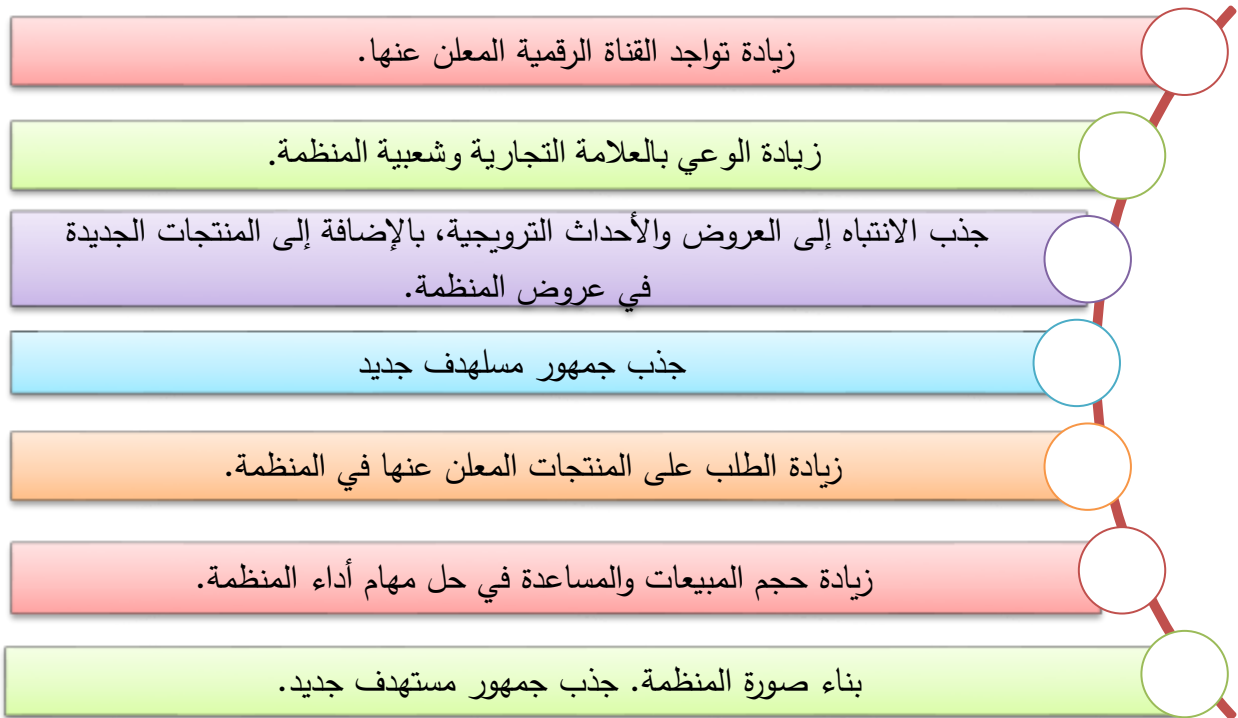 زيادة تواجد القناة الرقمية المعلن عنها.
زيادة الوعي بالعلامة التجارية وشعبية المنظمة.
جذب الانتباه إلى العروض والأحداث الترويجية، بالإضافة إلى المنتجات الجديدة
في عروض المنظمة.
جذب جمهور مسلهدف جديد
زيادة الطلب على المنتجات المعلن عنها في المنظمة.
زيادة حجم المبيعات والمساعدة في حل مهام أداء المنظمة.
بناء صورة المنظمة. جذب جمهور مستهدف جديد.